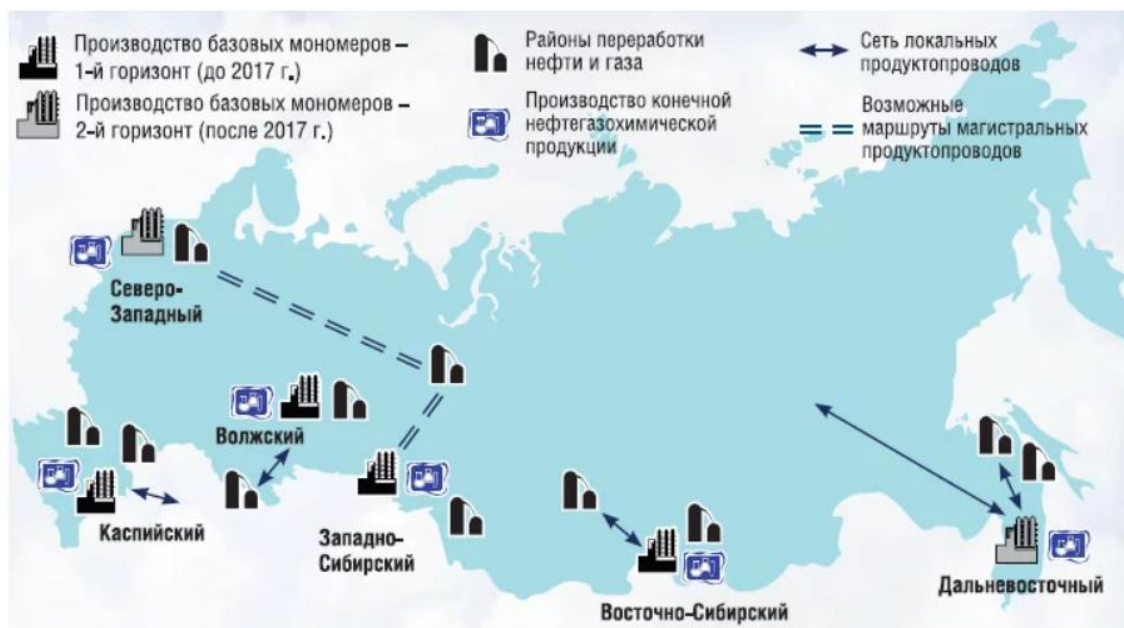 Производство базовых мономеров –
1-й горизонт (до 2017 г.)
Производство базовых мономеров –
2-й горизонт (после 2017 г.)
Районы переработки
нефти и газа
Производство конечной
нефтегазохимической
продукции
Сеть локальных
продуктопроводов
Возможные
маршруты магистральных
продуктопроводов
Северо-
Западный
Волжский
Каспийский
Западно-
Сибирский
Восточно-Сибирский
Дальневосточный